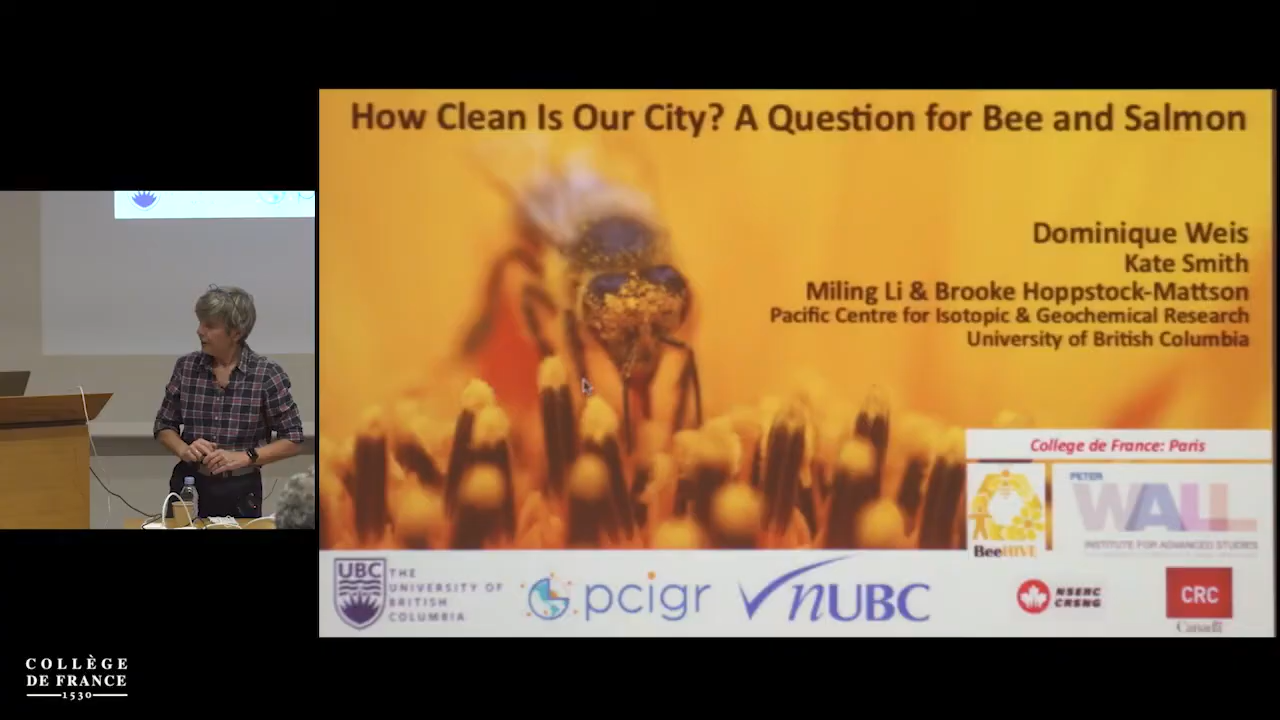 How Clean Is Our City? A Question for Bee and Salmon
Dominique Weis
Kate Smith
Miling Li & Brooke Hoppstock-Mattson
Pacific Centre for Isotopic & Geochemical Research
University of British Columbia
College de France: Paris
BeeHIVE
PETER
WALL
INSTITUTE FOR ADVANCED STUDIES
UBC
THE
UNIVERSITY OF
BRITISH
COLUMBIA
pcigr
nUBC
NSERC
CRSNG
CRC
Canada
COLLÈGE
DE FRANCE
1530